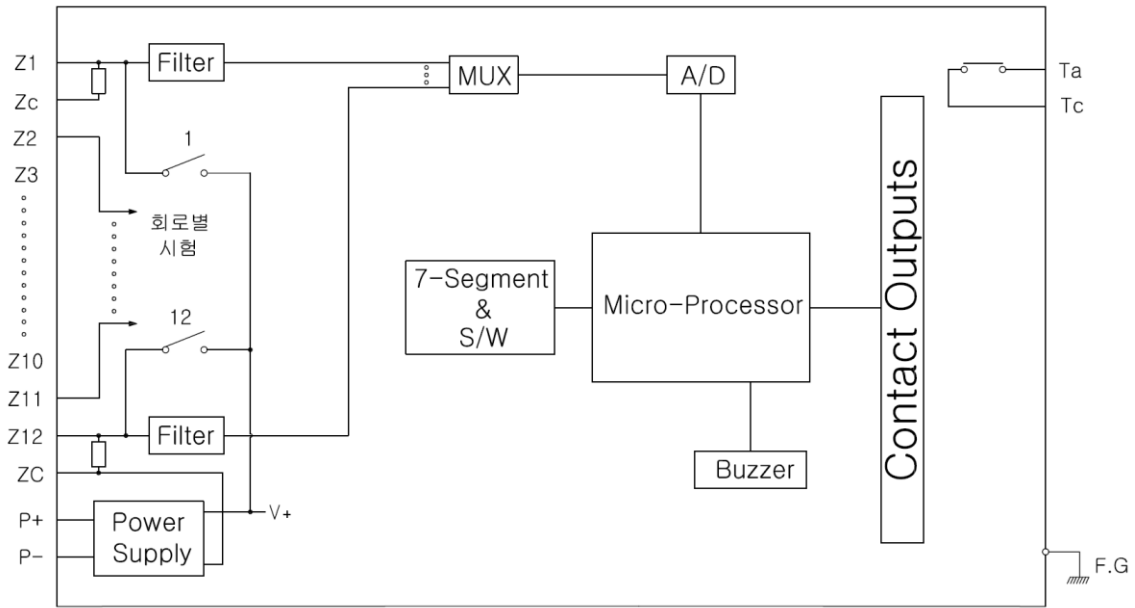 Z1
Filter
MUX
A/D
Ta
Zc
Tc
Z2
1
Z3
회로별
시험
Contact Outputs
7-Segment
&
S/W
Micro-Processor
12
Z10
Z11
Z12
Filter
Buzzer
ZC
P+
Power
Supply
V+
P-
F.G